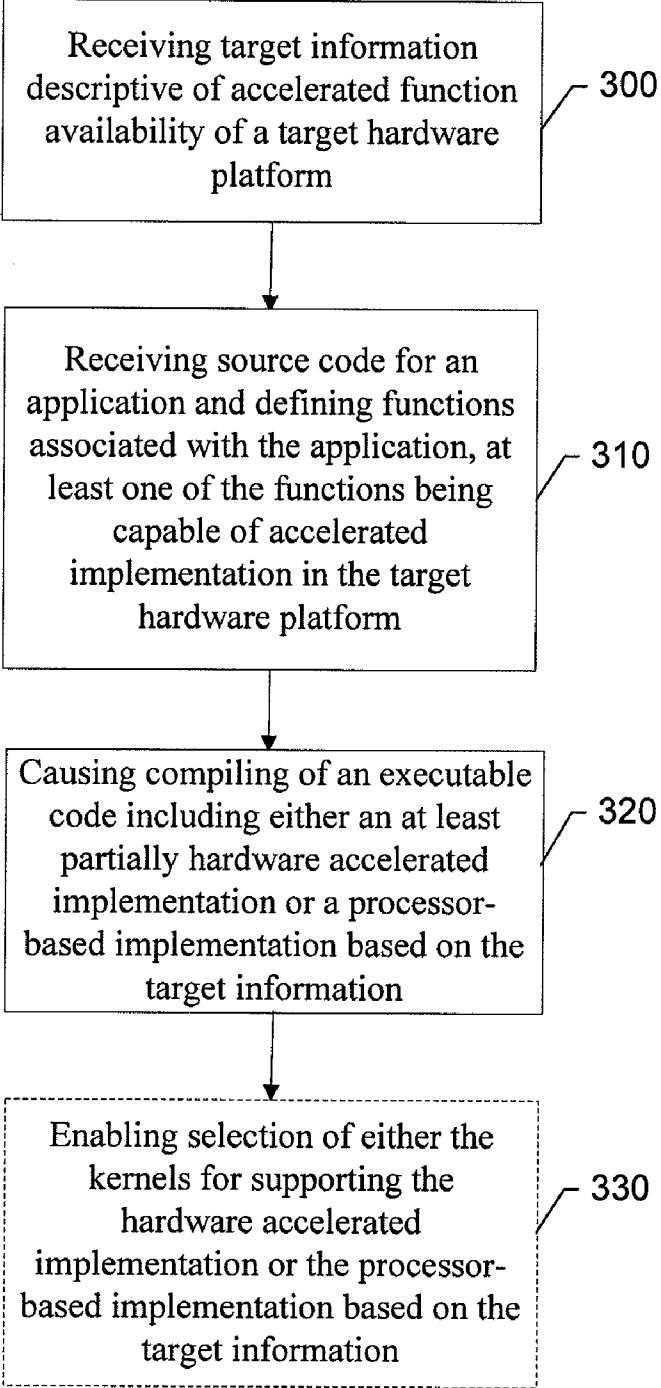 Receiving target information
descriptive of accelerated function
availability of a target hardware
platform
300
Receiving source code for an
application and defining functions
associated with the application, at
least one of the functions being
capable of accelerated
implementation in the target
hardware platform
310
Causing compiling of an executable
code including either an at least
partially hardware accelerated
implementation or a processor-
based implementation based on the
target information
320
Enabling selection of either the
kernels for supporting the
hardware accelerated
implementation or the processor-
based implementation based on the
target information
330